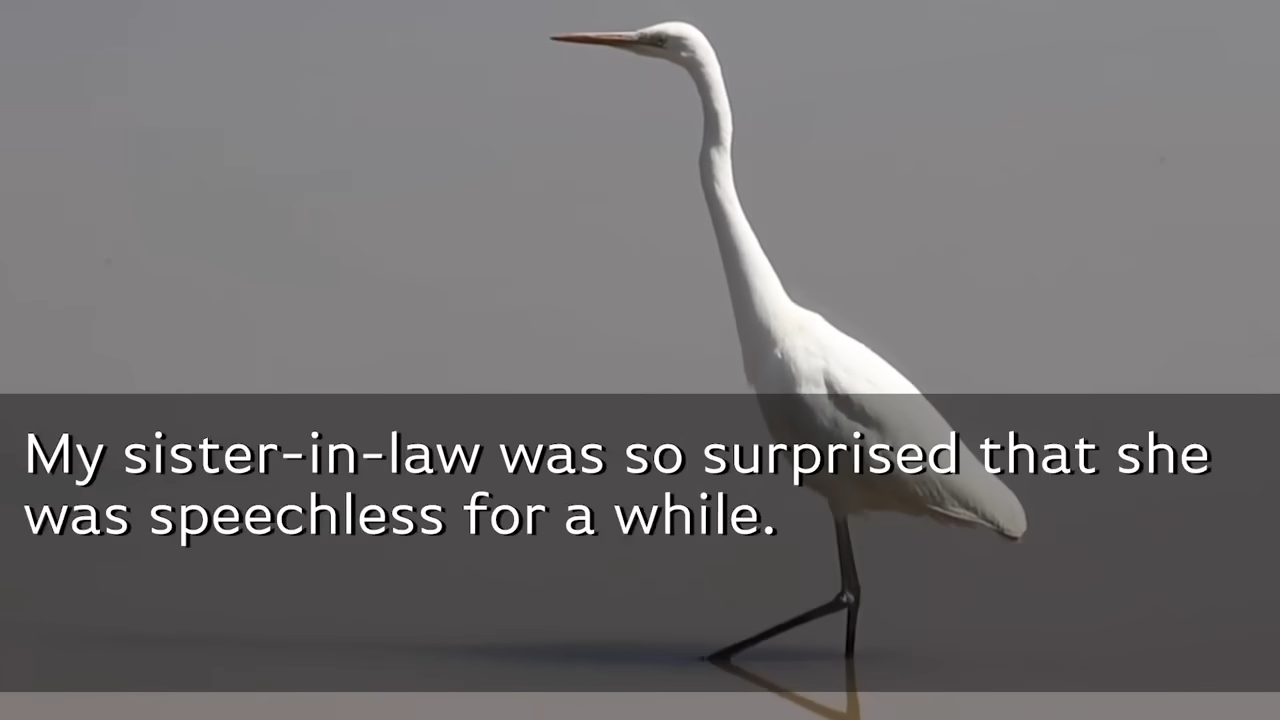 My sister-in-law was so surprised that she
was speechless for a while.